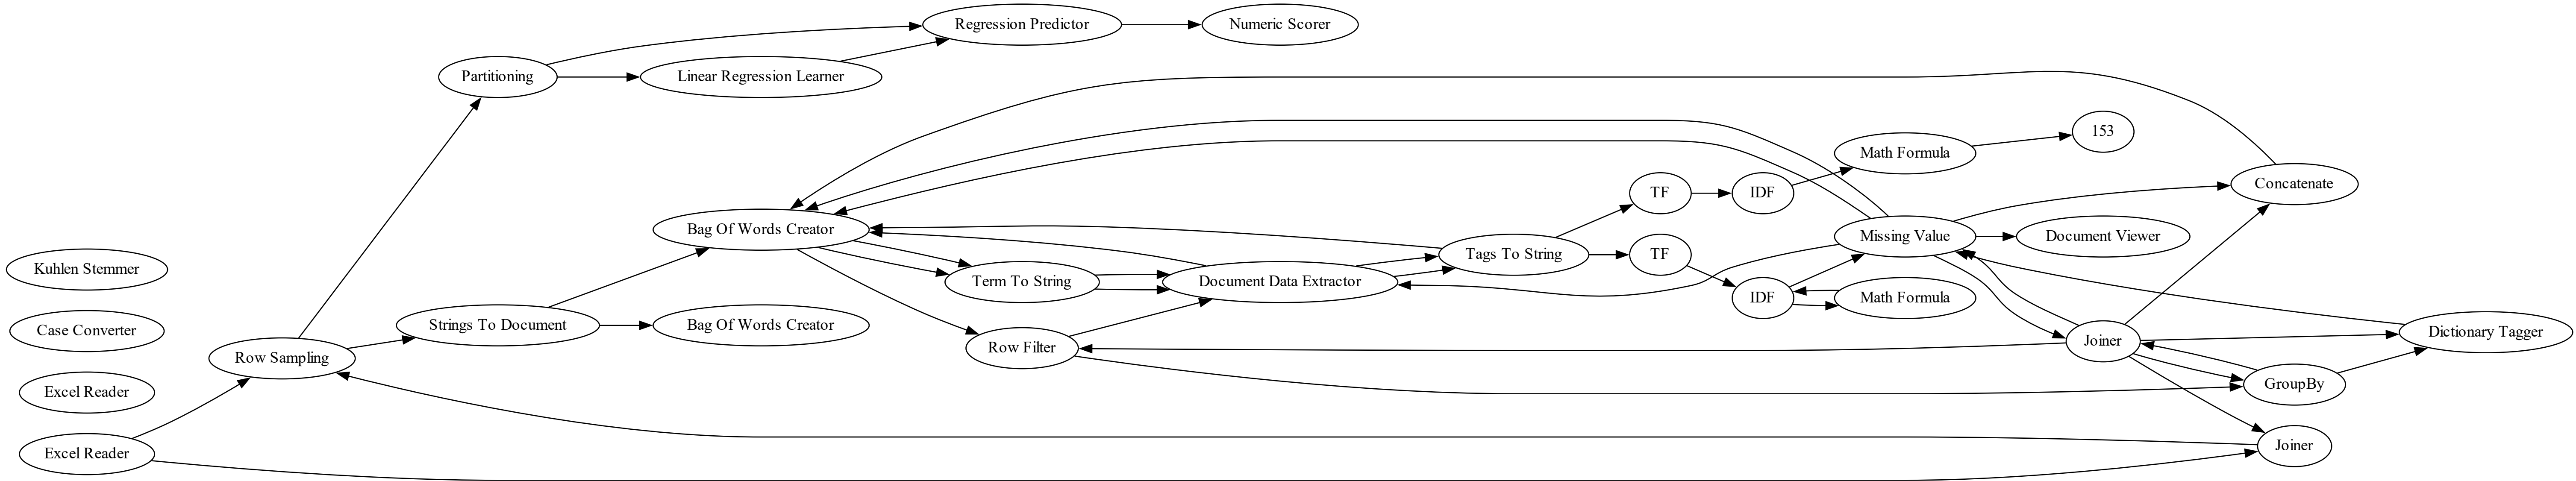 Regression Predictor
Numeric Scorer
Partitioning
Linear Regression Learner
153
Math Formula
Concatenate
TF
IDF
Bag Of Words Creator
Missing Value
Document Viewer
Tags To String
TF
Kuhlen Stemmer
Term To String
Document Data Extractor
IDF
Math Formula
Case Converter
Strings To Document
Bag Of Words Creator
Dictionary Tagger
Row Sampling
Row Filter
Joiner
Excel Reader
GroupBy
Excel Reader
Joiner